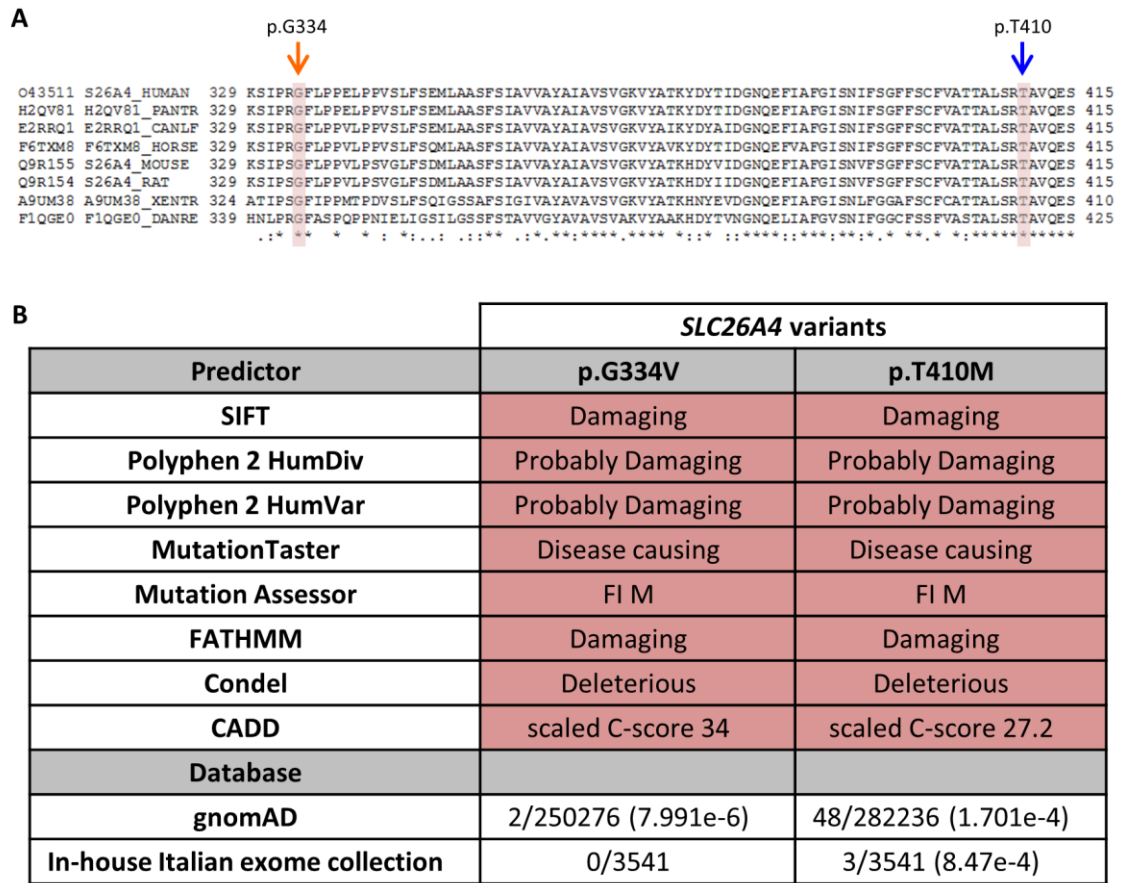 A
p.G334 p.T410
O43511 S26A4_HUMAN 329 KSIPRGFLPPELPPVSLFSEMLAASFSIAVVAYAIAVSVGKVYATKYDYTIDGNQEFIAFGISNIFSGFFSCFVATTALSRTAVQES 415
H2QV81 H2QV81_PANTR 329 KSIPRGFLPPELPPVSLFSEMLAASFSIAVVAYAIAVSVGKVYATKYDYTIDGNQEFIAFGISNIFSGFFSCFVATTALSRTAVQES 415
E2RRQ1 E2RRQ1_CANLF 329 KSIPRGFLPPVLPPVSLFSEMLAASFSIAVVAYAIAVSVGKVYAIKYDYTIDGNQEFIAFGISNIFSGFFSCFVATTALSRTAVQES 415
F6TXM8 F6TXM8_HORSE 329 KSIPRGFLPPVLPPVSLFSQMLAASFSIAVVAYAIAVSVGKVYATKYDYTIDGNQEFIAFGISNIFSGFFSCFVATTALSRTAVQES 415
Q9R155 S26A4_MOUSE 329 KSIPSGFLPPVLPSVGLFSDMLAASFSIAVVAYAIAVSVGKVYATKHDYVIDGNQEFIAFGISNVFSGFFSCFVATTALSRTAVQES 415
Q9R154 S26A4_RAT 329 KSIPSGFLPPVLPSVGLFSDMLAASFSIAVVAYAIAVSVGKVYATKHDYIIDGNQEFIAFGISNVFSGFFSCFVATTALSRTAVQES 415
A9UM38 A9UM38_XENTR 324 ATIPSGFIPPMTPDVSLFSQIGSSAFSIGIVAYAVAVSVGKVYATKHNYEVDGNQEFIAFGISNLFGGAFSCFCATTALSRTAVQES 410
F1QGE0 F1QGE0_DANRE 339 HNLPRGFASPQPPNIELIGSILGSSFSTAVVGYAVAVSVAKVYAAKHDYTVNGNQELIAFGVSNIFGGCFSSFVASTALSRTAVQES 425
B
SLC26A4 variants
Predictor p.G334V p.T410M
SIFT Damaging Damaging
Polyphen 2 HumDiv Probably Damaging Probably Damaging
Polyphen 2 HumVar Probably Damaging Probably Damaging
MutationTaster Disease causing Disease causing
Mutation Assessor FI M FI M
FATHMM Damaging Damaging
Condel Deleterious Deleterious
CADD scaled C-score 34 scaled C-score 27.2
Database
gnomAD 2/250276 (7.991e-6) 48/282236 (1.701e-4)
In-house Italian exome collection 0/3541 3/3541 (8.47e-4)